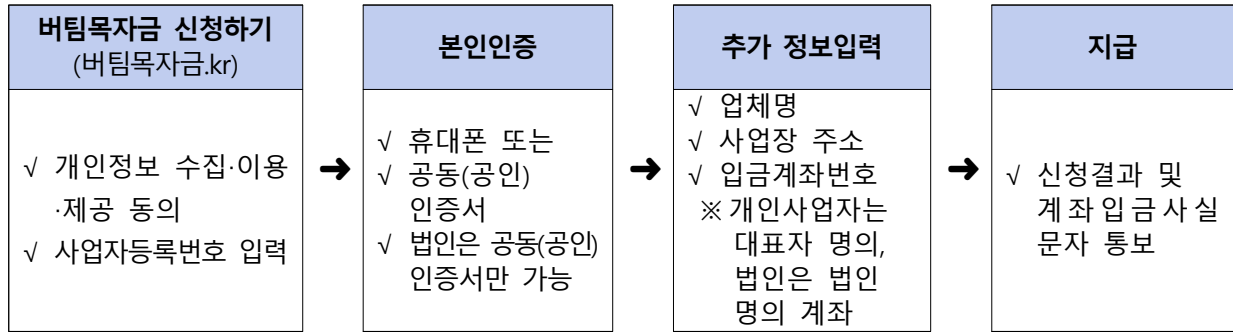 버팀목자금 신청하기
(버팀목자금.kr)
√ 개인정보 수집·이용
·제공 동의
√ 사업자등록번호 입력
➜
본인인증
√ 휴대폰 또는
√ 공동(공인)
인증서
√ 법인은 공동(공인)
인증서만 가능
➜
추가 정보입력
√ 업체명
√ 사업장 주소
√ 입금계좌번호
※ 개인사업자는
대표자 명의,
법인은 법인
명의 계좌
➜
지급
√ 신청결과 및
계좌입금사실
문자 통보